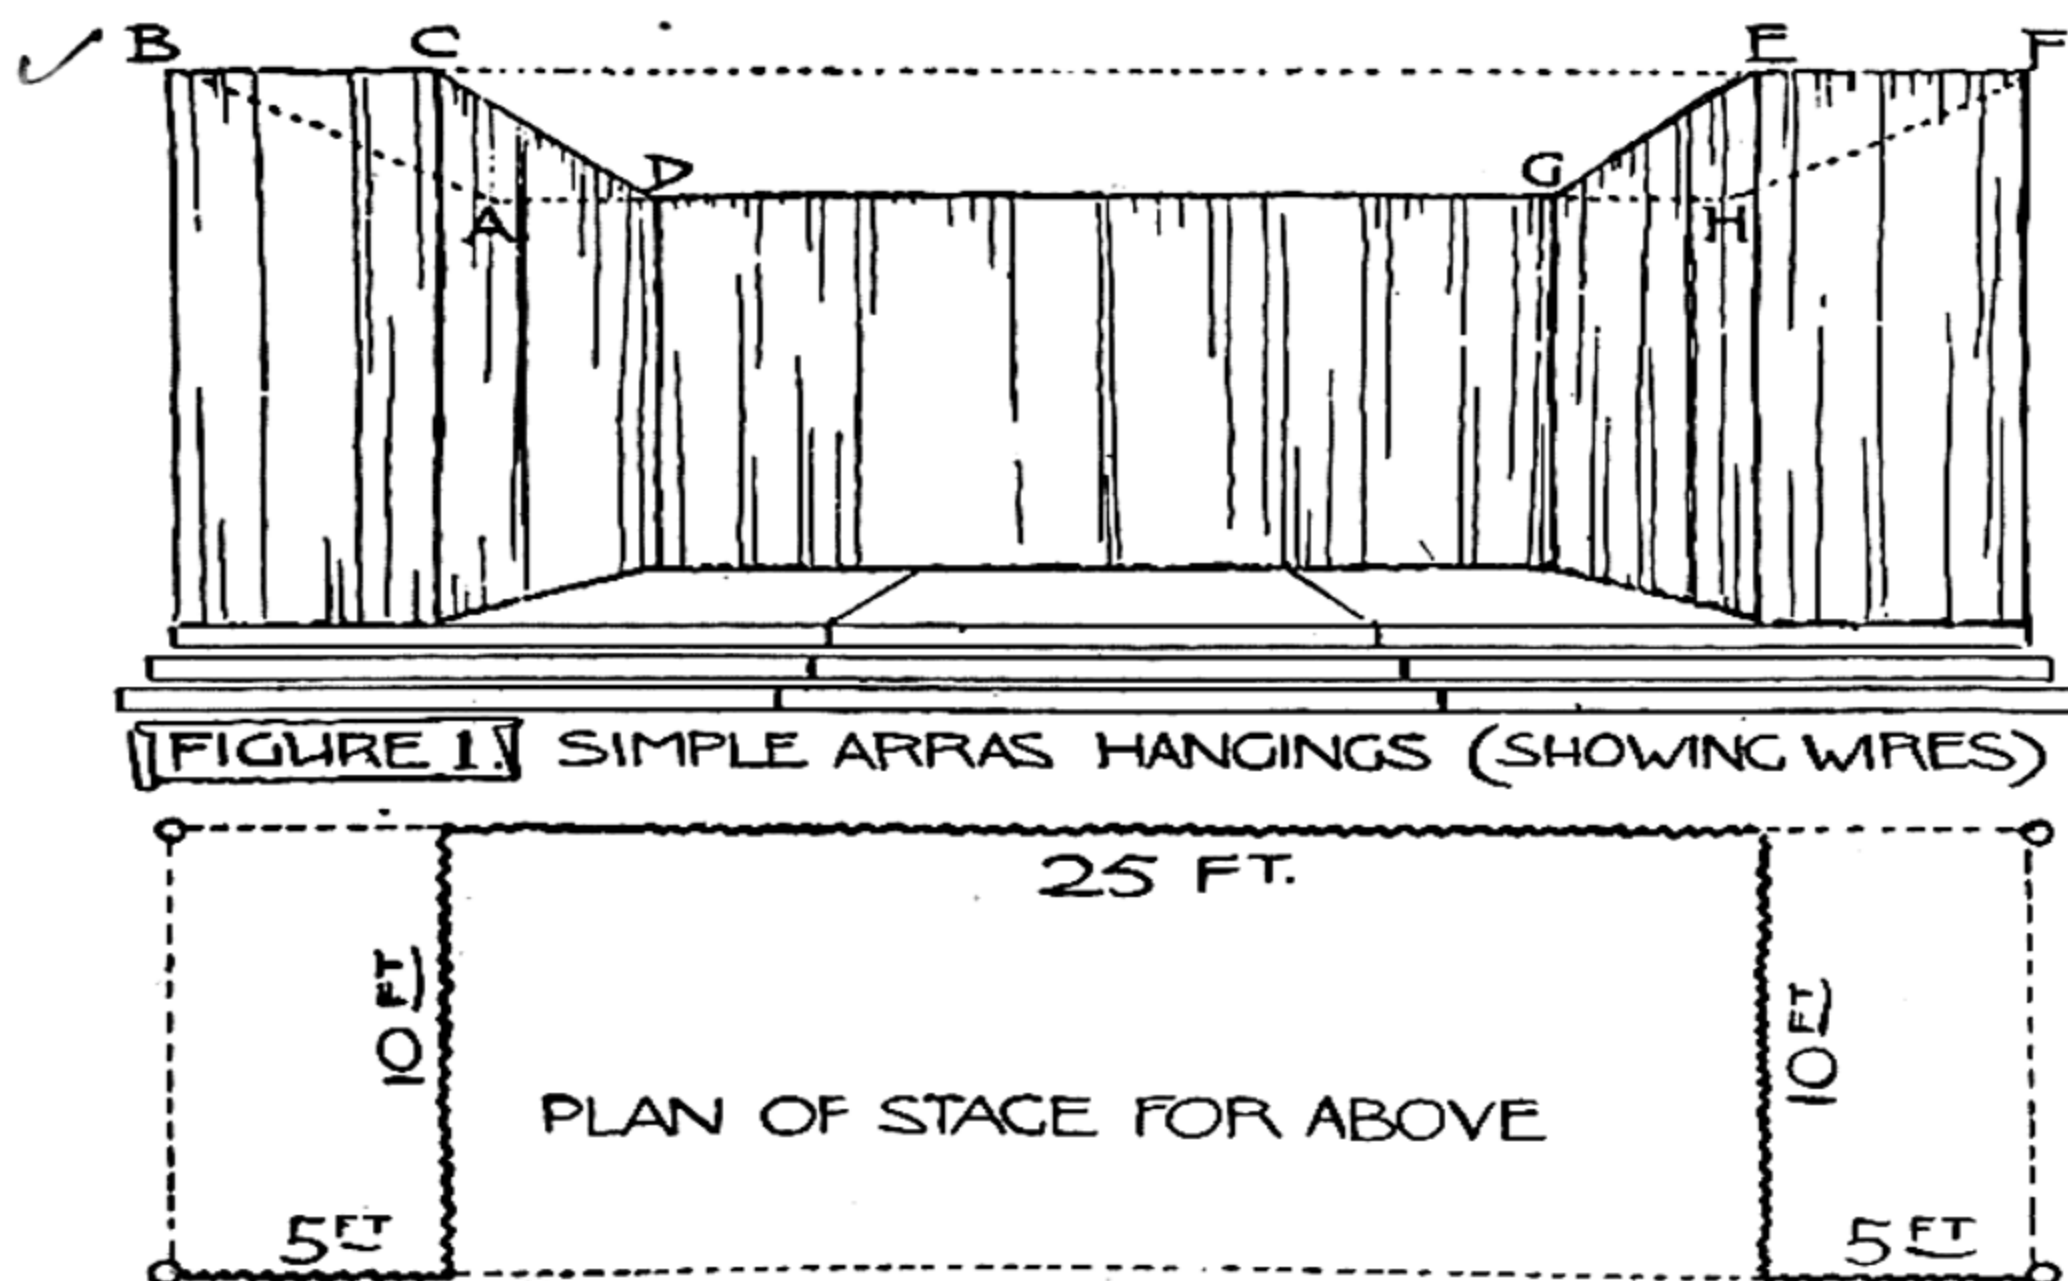 B C E F
D G
A H
FIGURE 1. SIMPLE ARRAS HANGINGS (SHOWING WIRES)
25 FT.
10 FT 10 FT
PLAN OF STAGE FOR ABOVE
5 FT 5 FT